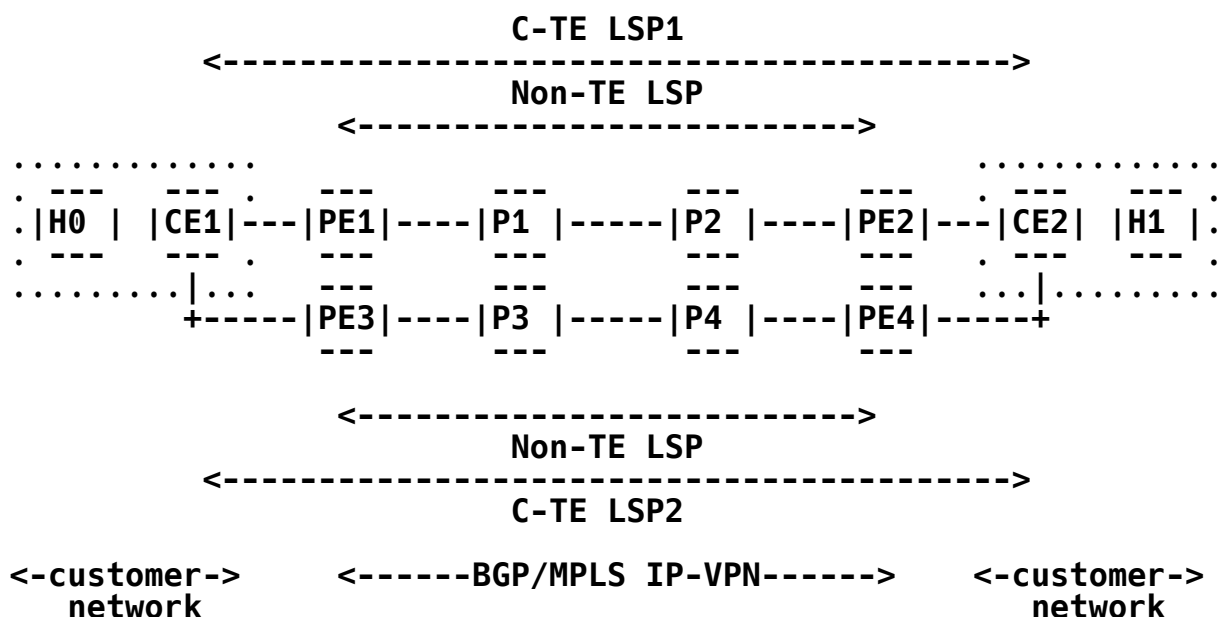 C-TE LSP1
          <----------------------------------------->
                          Non-TE LSP
                 <-------------------------->
.............                                     .............
. ---   --- .   ---      ---       ---      ---   . ---   --- .
.|H0 | |CE1|---|PE1|----|P1 |-----|P2 |----|PE2|---|CE2| |H1 |.
. ---   --- .   ---      ---       ---      ---   . ---   --- .
.........|...   ---      ---       ---      ---   ...|.........
         +-----|PE3|----|P3 |-----|P4 |----|PE4|-----+
                ---      ---       ---      ---
                 <-------------------------->
                          Non-TE LSP
          <----------------------------------------->
                          C-TE LSP2
<-customer->     <------BGP/MPLS IP-VPN------>    <-customer->
   network                                           network